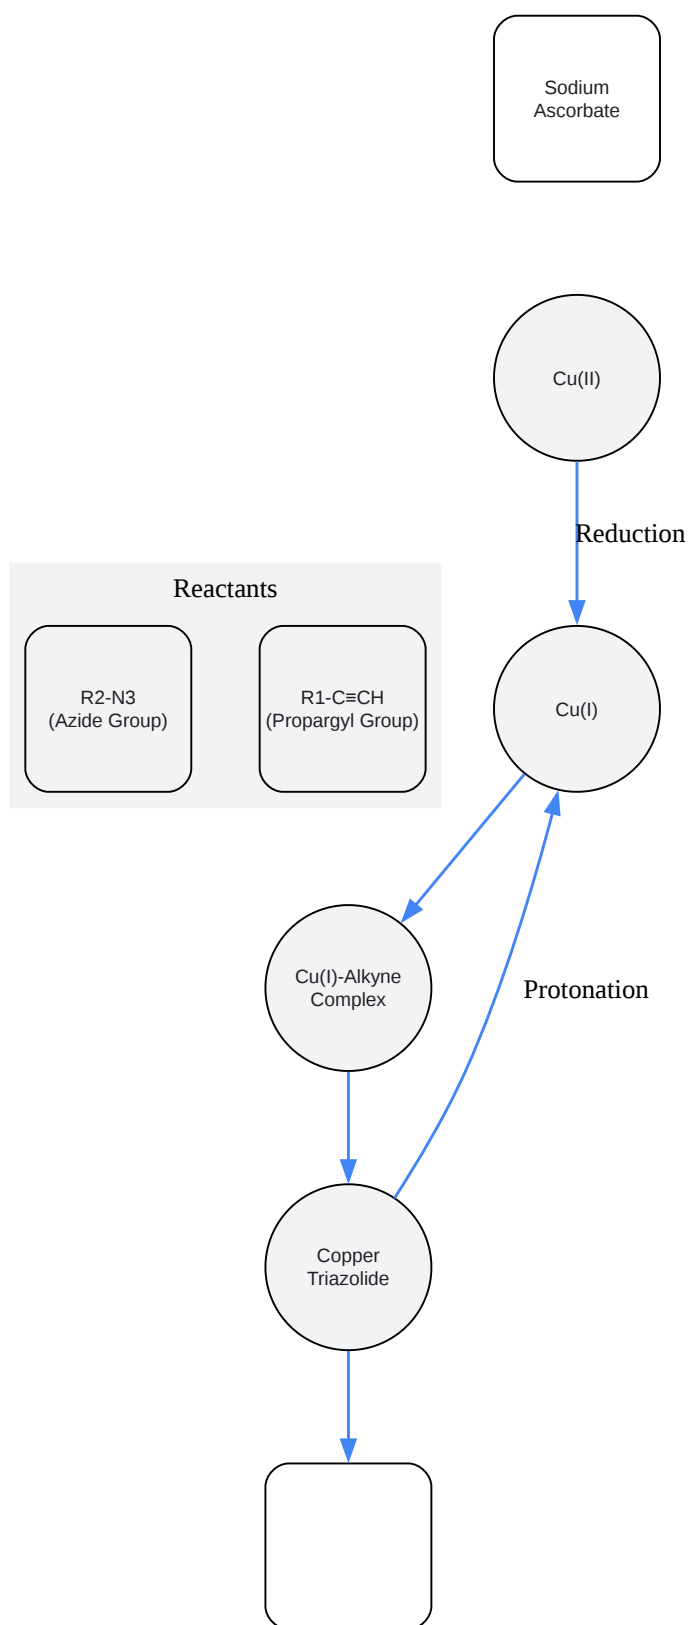 Sodium
Ascorbate
Cu(II)
Reduction
Reactants
R2-N3
(Azide Group)
R1-C≡CH
(Propargyl Group)
Cu(I)
Cu(I)-Alkyne
Complex
Protonation
Copper
Triazolide